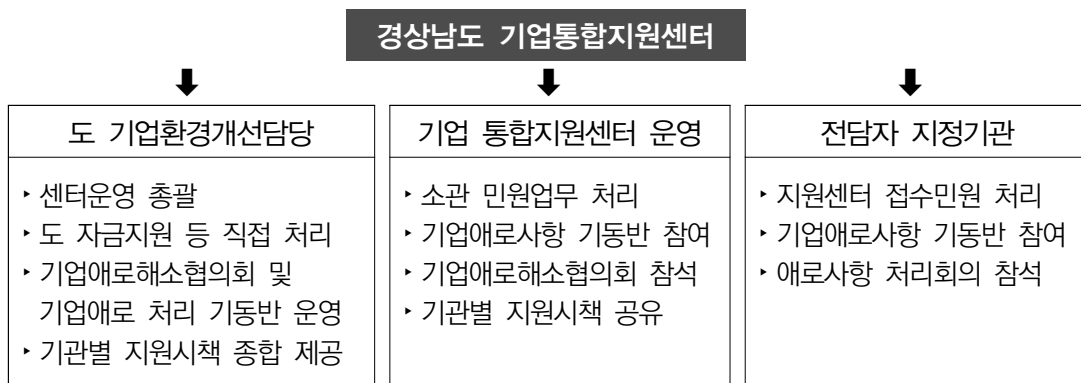 경상남도 기업통합지원센터
도 기업환경개선담당
‣ 센터운영 총괄
‣ 도 자금지원 등 직접 처리
‣ 기업애로해소협의회 및
기업애로 처리 기동반 운영
‣ 기관별 지원시책 종합 제공
기업 통합지원센터 운영
‣ 소관 민원업무 처리
‣ 기업애로사항 기동반 참여
‣ 기업애로해소협의회 참석
‣ 기관별 지원시책 공유
전담자 지정기관
‣ 지원센터 접수민원 처리
‣ 기업애로사항 기동반 참여
‣ 애로사항 처리회의 참석